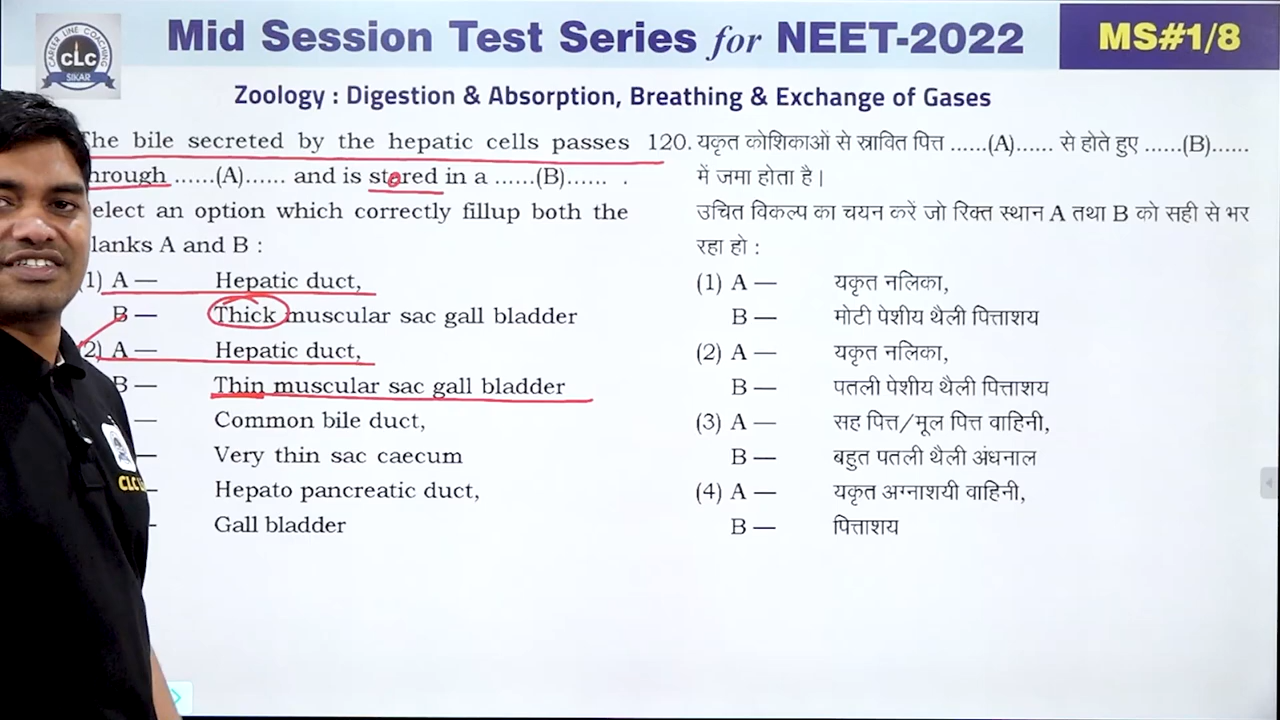 CAREER LINE COACHING
CLC
SIKAR
Mid Session Test Series for NEET-2022
MS#1/8
Zoology : Digestion & Absorption, Breathing & Exchange of Gases
The bile secreted by the hepatic cells passes
hrough ......(A)...... and is stored in a ......(B)...... .
elect an option which correctly fillup both the
lanks A and B :
1) A — Hepatic duct,
B — Thick muscular sac gall bladder
(2) A — Hepatic duct,
B — Thin muscular sac gall bladder
— Common bile duct,
— Very thin sac caecum
— Hepato pancreatic duct,
- Gall bladder
120. यकृत कोशिकाओं से स्रावित पित्त ......(A)...... से होते हुए ......(B)......
में जमा होता है।
उचित विकल्प का चयन करें जो रिक्त स्थान A तथा B को सही से भर
रहा हो :
(1) A — यकृत नलिका,
B — मोटी पेशीय थैली पित्ताशय
(2) A — यकृत नलिका,
B — पतली पेशीय थैली पित्ताशय
(3) A — सह पित्त/मूल पित्त वाहिनी,
B — बहुत पतली थैली अंधनाल
(4) A — यकृत अग्नाशयी वाहिनी,
B — पित्ताशय
CLC